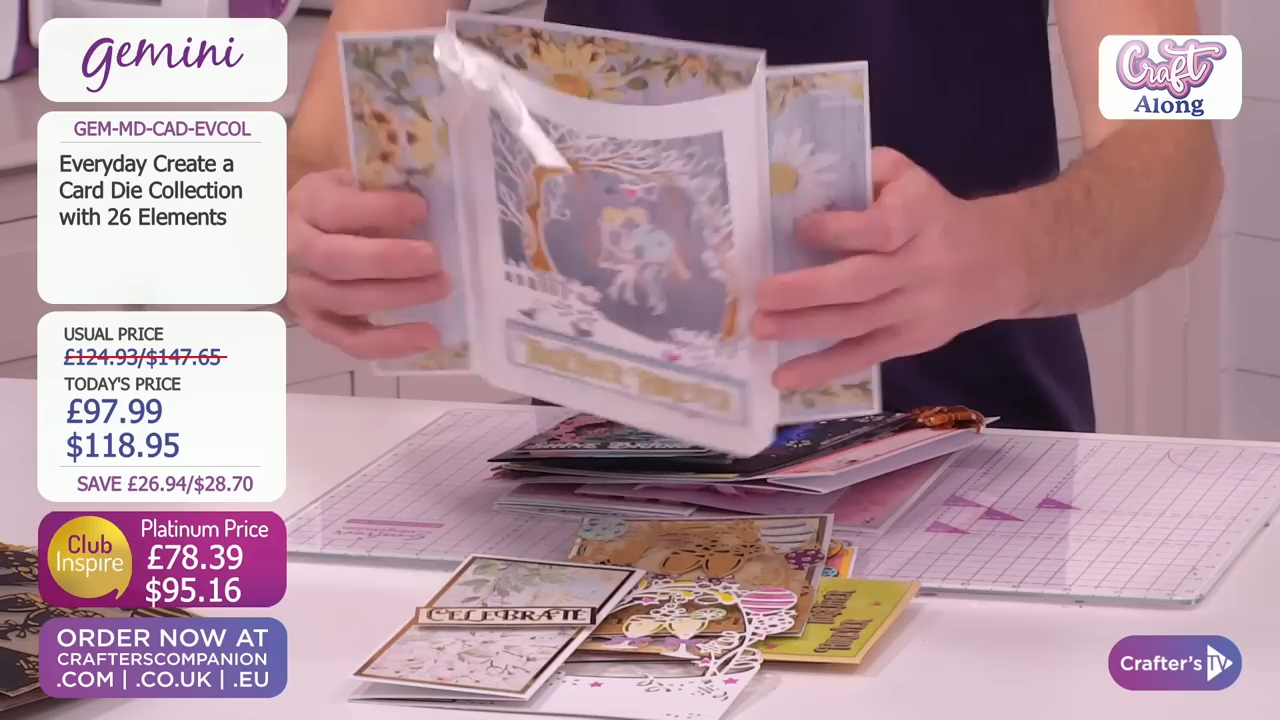 gemini
GEM-MD-CAD-EVCOL
Everyday Create a
Card Die Collection
with 26 Elements
USUAL PRICE
£124.93/$147.65
TODAY'S PRICE
£97.99
$118.95
SAVE £26.94/$28.70
Club
Inspire
Platinum Price
£78.39
$95.16
ORDER NOW AT
CRAFTERSCOMPANION
.COM | .CO.UK | .EU
Craft
Along
CELEBRATE
Crafter's TV